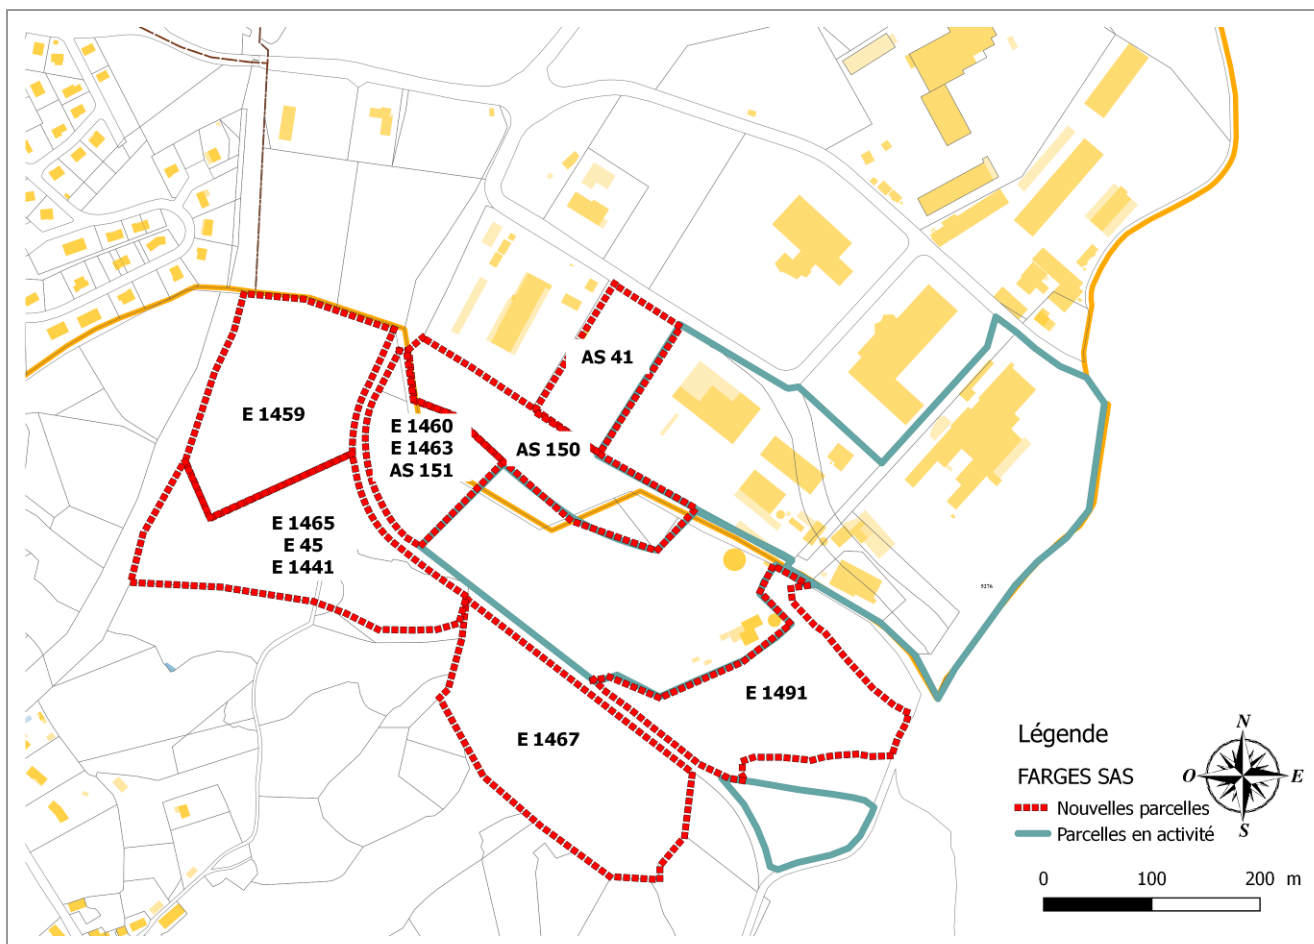 AS 41
E 1459
E 1460
E 1463
AS 151
AS 150
E 1465
E 45
E 1441
5276
E 1491
E 1467
Légende
FARGES SAS
Nouvelles parcelles
Parcelles en activité
N
O
E
S
0 100 200 m